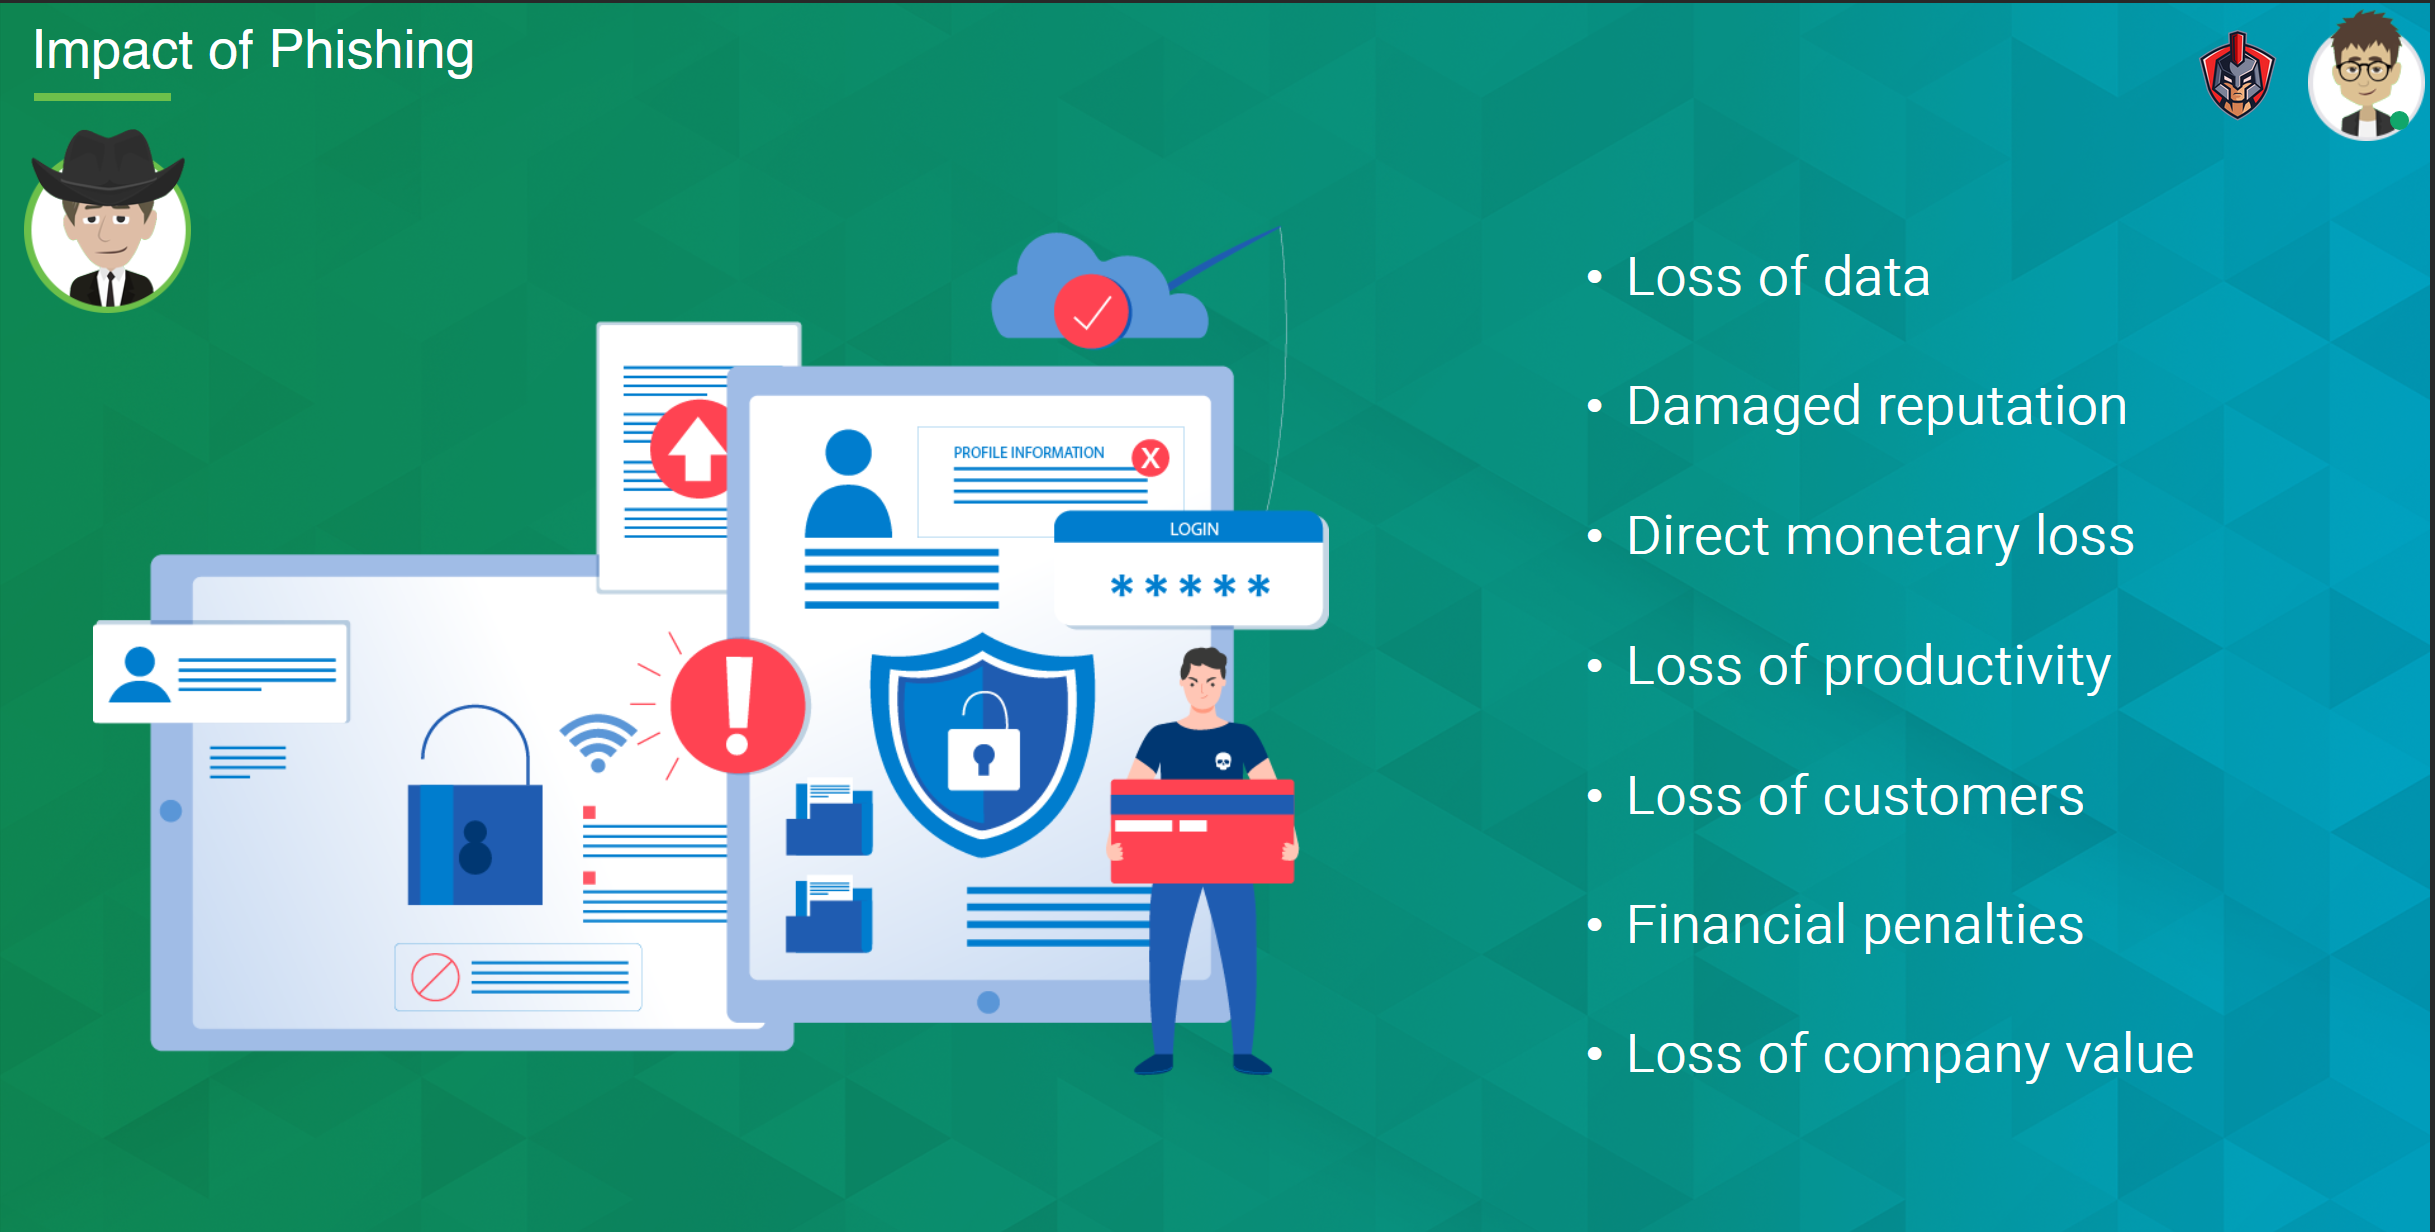 Impact of Phishing
PROFILE INFORMATION
X
LOGIN
*****
• Loss of data
• Damaged reputation
• Direct monetary loss
• Loss of productivity
• Loss of customers
• Financial penalties
• Loss of company value